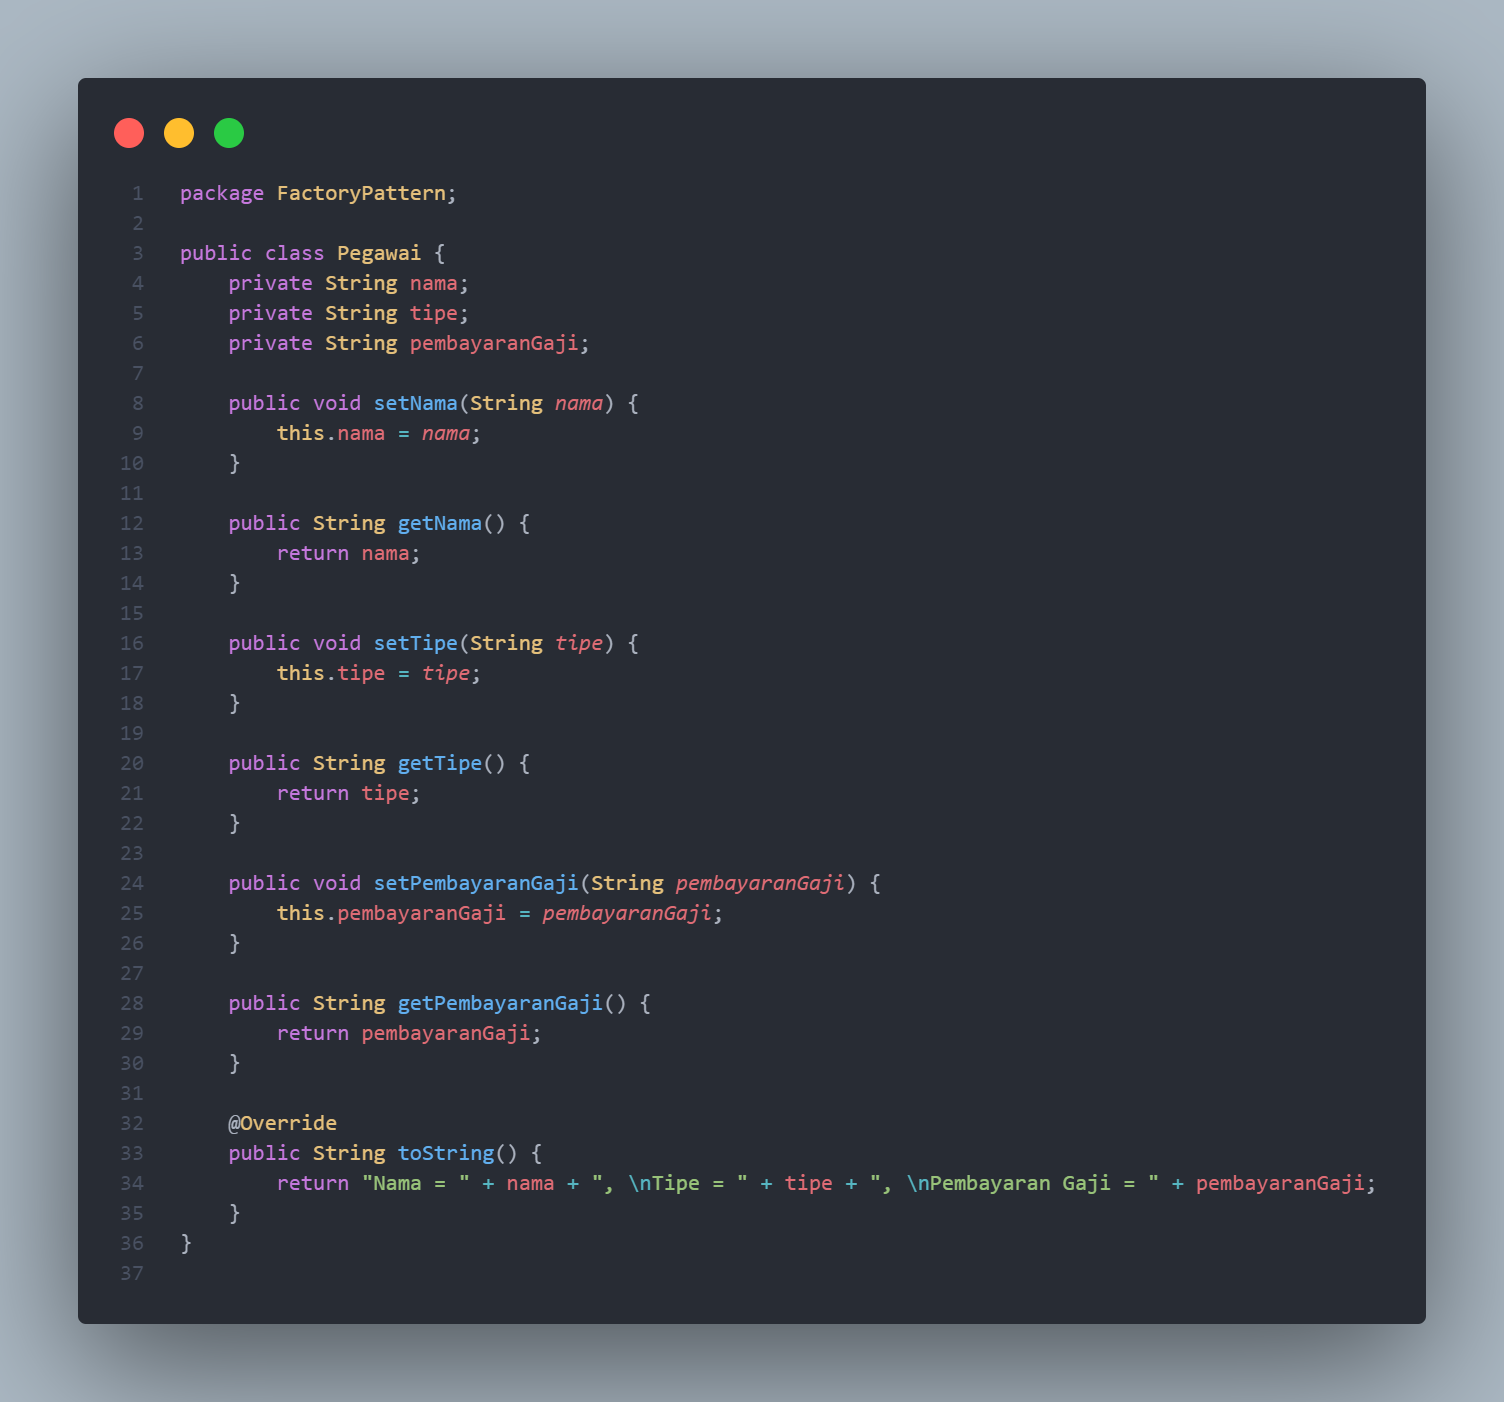 1 package FactoryPattern;
2
3 public class Pegawai {
4     private String nama;
5     private String tipe;
6     private String pembayaranGaji;
7
8     public void setNama(String nama) {
9         this.nama = nama;
10     }
11
12     public String getNama() {
13         return nama;
14     }
15
16     public void setTipe(String tipe) {
17         this.tipe = tipe;
18     }
19
20     public String getTipe() {
21         return tipe;
22     }
23
24     public void setPembayaranGaji(String pembayaranGaji) {
25         this.pembayaranGaji = pembayaranGaji;
26     }
27
28     public String getPembayaranGaji() {
29         return pembayaranGaji;
30     }
31
32     @Override
33     public String toString() {
34         return "Nama = " + nama + ", \nTipe = " + tipe + ", \nPembayaran Gaji = " + pembayaranGaji;
35     }
36 }
37